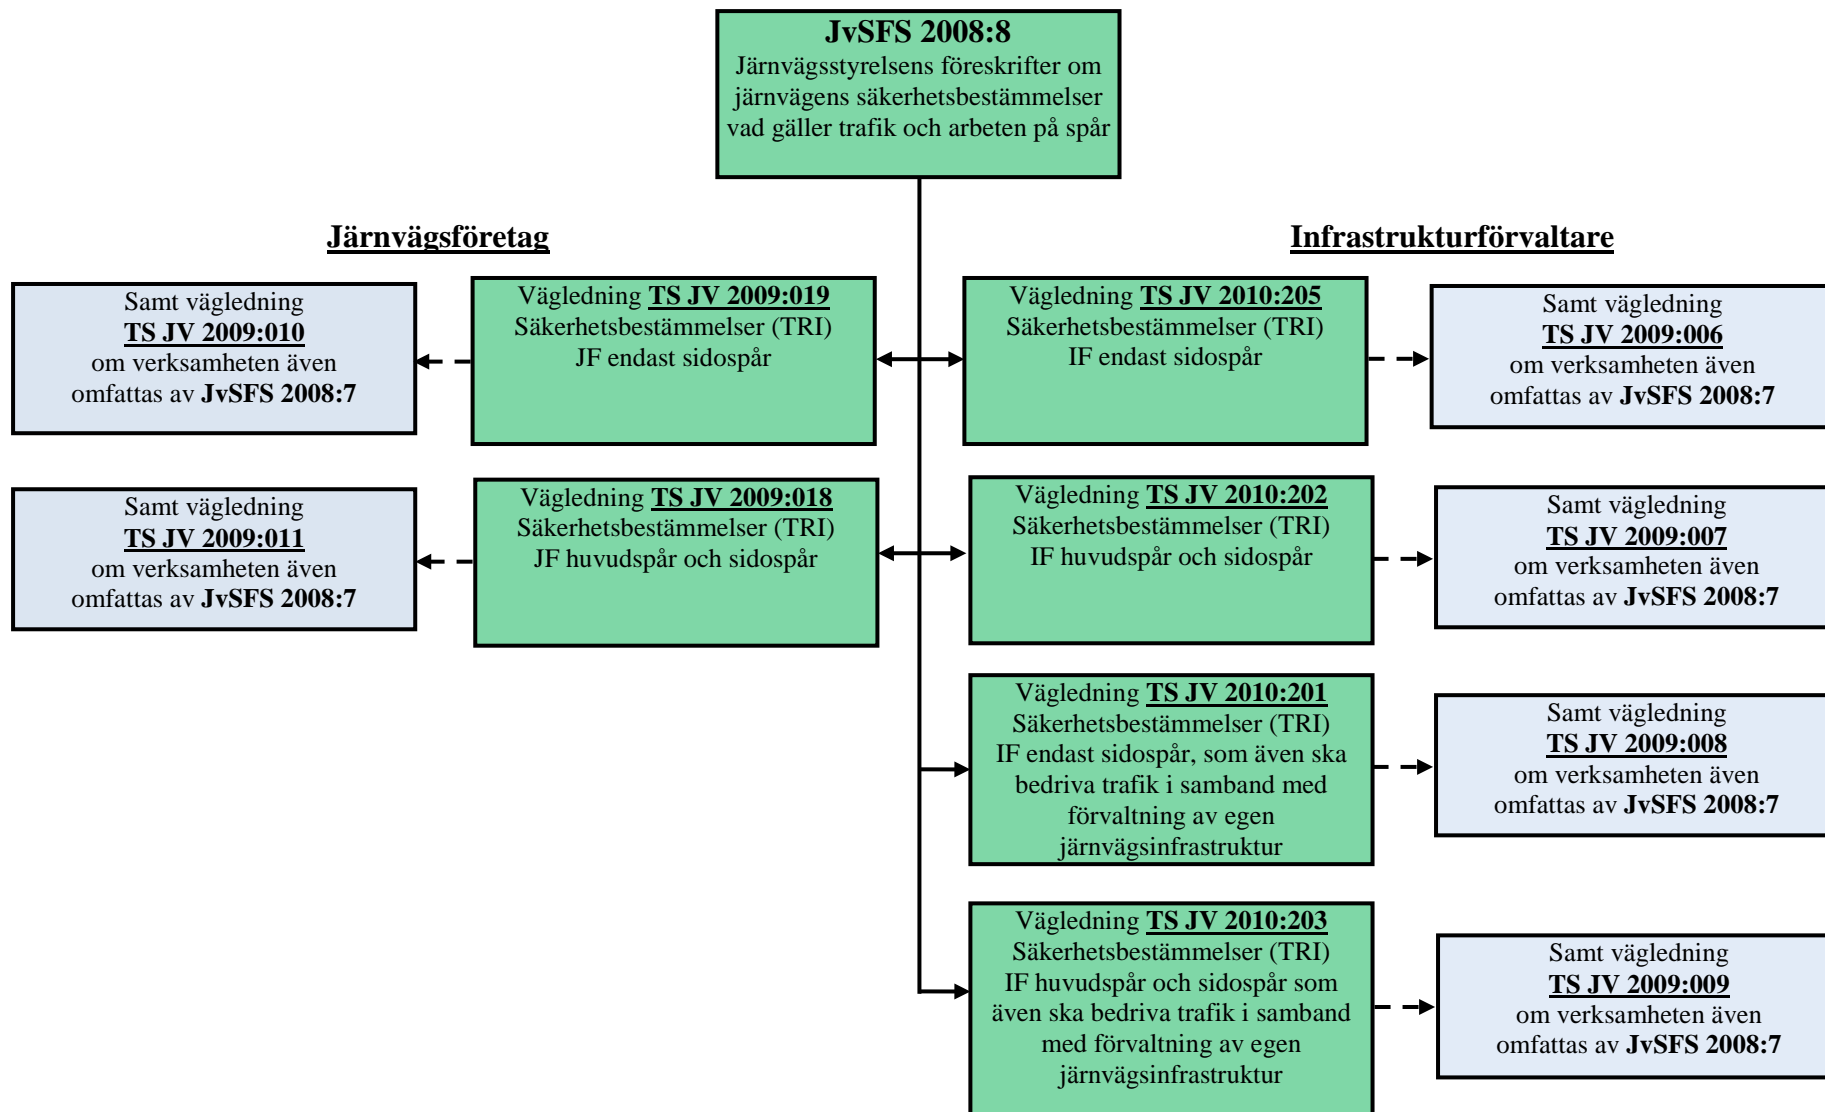 JvSFS 2008:8
Järnvägsstyrelsens föreskrifter om
järnvägens säkerhetsbestämmelser
vad gäller trafik och arbeten på spår
Järnvägsföretag
Infrastrukturförvaltare
Samt vägledning
TS JV 2009:010
om verksamheten även
omfattas av JvSFS 2008:7
Vägledning TS JV 2009:019
Säkerhetsbestämmelser (TRI)
JF endast sidospår
Vägledning TS JV 2010:205
Säkerhetsbestämmelser (TRI)
IF endast sidospår
Samt vägledning
TS JV 2009:006
om verksamheten även
omfattas av JvSFS 2008:7
Samt vägledning
TS JV 2009:011
om verksamheten även
omfattas av JvSFS 2008:7
Vägledning TS JV 2009:018
Säkerhetsbestämmelser (TRI)
JF huvudspår och sidospår
Vägledning TS JV 2010:202
Säkerhetsbestämmelser (TRI)
IF huvudspår och sidospår
Samt vägledning
TS JV 2009:007
om verksamheten även
omfattas av JvSFS 2008:7
Vägledning TS JV 2010:201
Säkerhetsbestämmelser (TRI)
IF endast sidospår, som även ska
bedriva trafik i samband med
förvaltning av egen
järnvägsinfrastruktur
Samt vägledning
TS JV 2009:008
om verksamheten även
omfattas av JvSFS 2008:7
Vägledning TS JV 2010:203
Säkerhetsbestämmelser (TRI)
IF huvudspår och sidospår som
även ska bedriva trafik i samband
med förvaltning av egen
järnvägsinfrastruktur
Samt vägledning
TS JV 2009:009
om verksamheten även
omfattas av JvSFS 2008:7